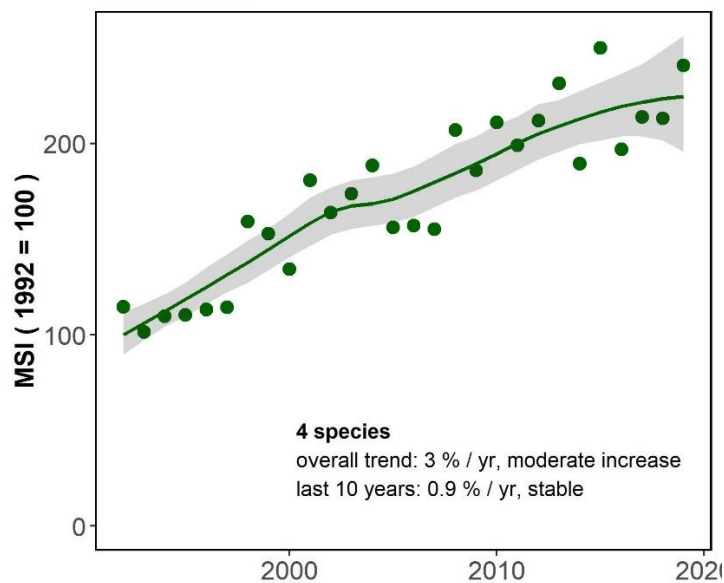 MSI ( 1992 = 100 )
200
100
0
4 species
overall trend: 3 % / yr, moderate increase
last 10 years: 0.9 % / yr, stable
2000
2010
2020